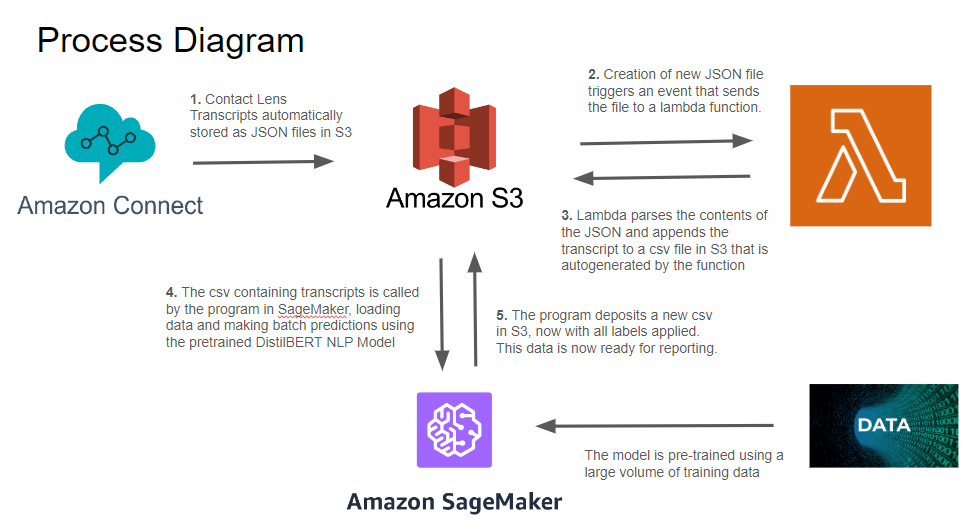 Process Diagram
1. Contact Lens
Transcripts automatically
stored as JSON files in S3
2. Creation of new JSON file
triggers an event that sends
the file to a lambda function.
Amazon Connect
Amazon S3
3. Lambda parses the contents of
the JSON and appends the
transcript to a csv file in S3 that is
autogenerated by the function
4. The csv containing transcripts is called
by the program in SageMaker, loading
data and making batch predictions using
the pretrained DistilBERT NLP Model
5. The program deposits a new csv
in S3, now with all labels applied.
This data is now ready for reporting.
DATA
The model is pre-trained using a
large volume of training data
Amazon SageMaker